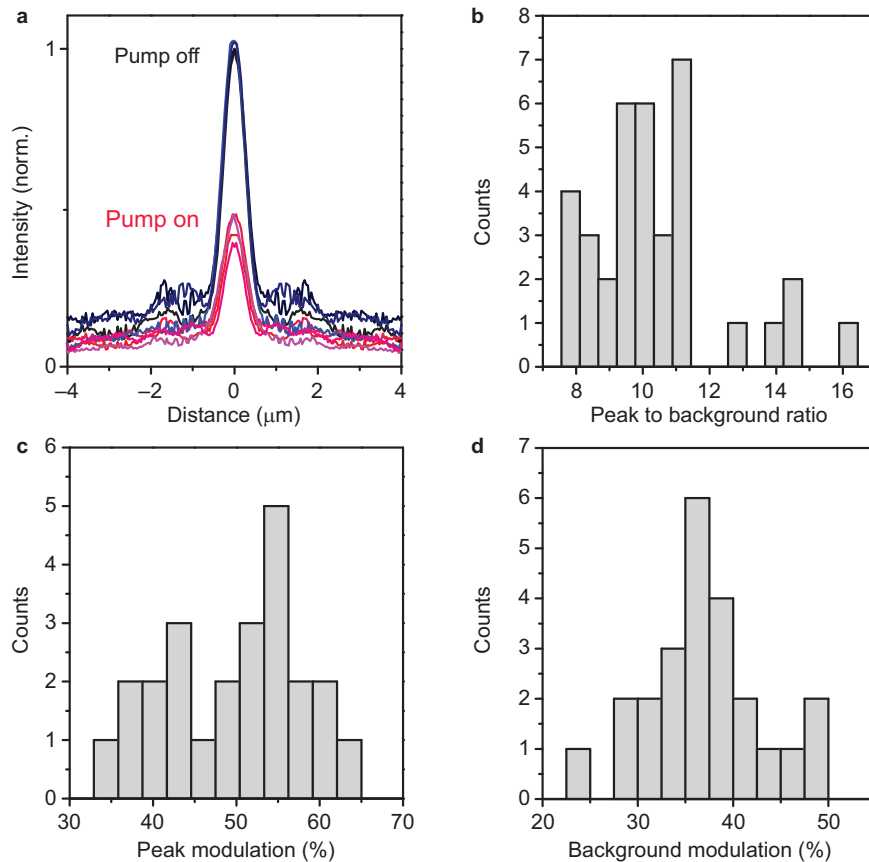 a
Pump off
Pump on
1
0
Intensity (norm.)
–4 –2 0 2 4
Distance (μm)
b
8
7
6
5
4
3
2
1
0
Counts
8 10 12 14 16
Peak to background ratio
c
6
5
4
3
2
1
0
Counts
30 40 50 60 70
Peak modulation (%)
d
7
6
5
4
3
2
1
0
Counts
20 30 40 50
Background modulation (%)